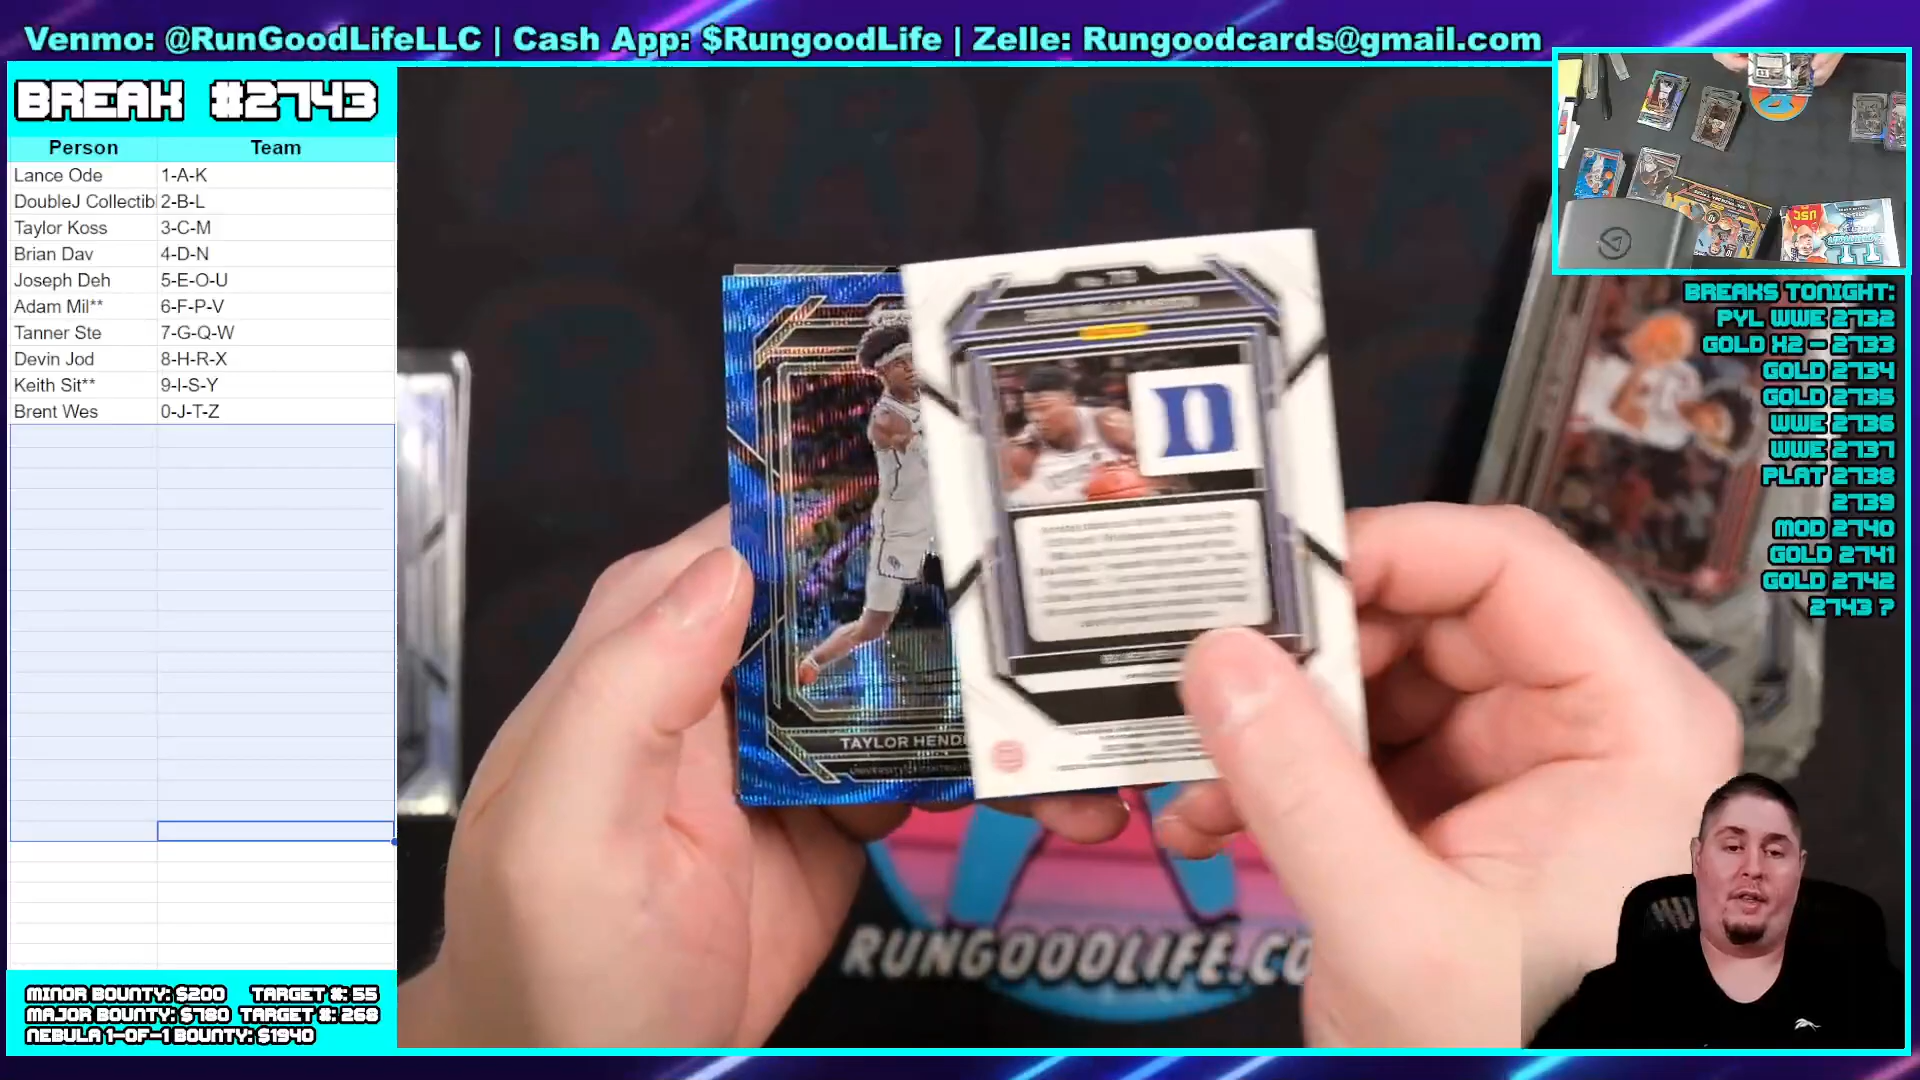 Venmo: @RunGoodLifeLLC | Cash App: $RungoodLife | Zelle: Rungoodcards@gmail.com
BREAK #2743
Person Team
Lance Ode 1-A-K
DoubleJ Collectib 2-B-L
Taylor Koss 3-C-M
Brian Dav 4-D-N
Joseph Deh 5-E-O-U
Adam Mil** 6-F-P-V
Tanner Ste 7-G-Q-W
Devin Jod 8-H-R-X
Keith Sit** 9-I-S-Y
Brent Wes 0-J-T-Z
MINOR BOUNTY: $200 TARGET #: 55
MAJOR BOUNTY: $780 TARGET #: 268
NEBULA 1-OF-1 BOUNTY: $1940
BREAKS TONIGHT:
PYL WWE 2732
GOLD X2 - 2733
GOLD 2734
GOLD 2735
WWE 2736
WWE 2737
PLAT 2738
2739
MOD 2740
GOLD 2741
GOLD 2742
2743 ?
D
TAYLOR HEND
RUNGOODLIFE.CO
USC